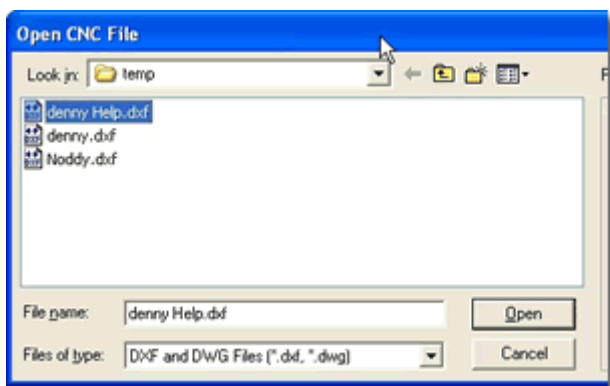 Open CNC File
Look in: temp
denny Help.dxf
denny.dxf
Noddy.dxf
File name: denny Help.dxf Open
Files of type: DXF and DWG Files (*.dxf, *.dwg) Cancel